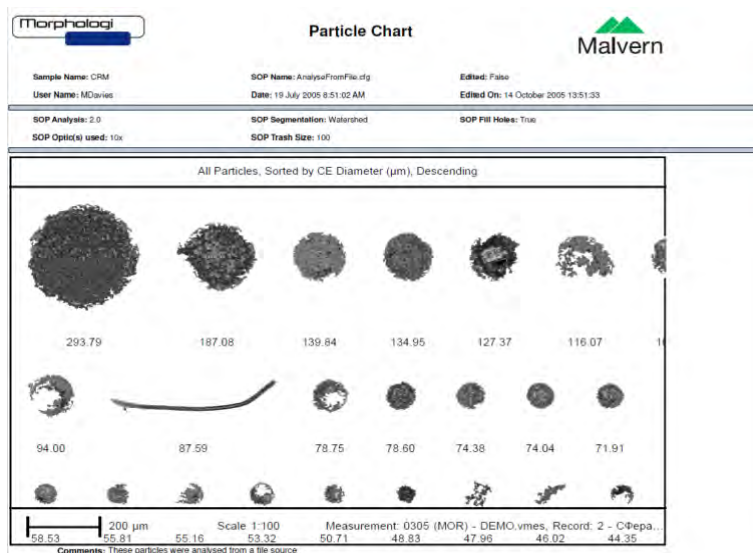 Morphologi
Particle Chart
Malvern
Sample Name: CRM
SOP Name: AnalyseFromFile.cfg
Edited: False
User Name: MDavies
Date: 19 July 2005 8:51:02 AM
Edited On: 14 October 2005 13:51:33
SOP Analysis: 2.0
SOP Segmentation: Watershed
SOP Fill Holes: True
SOP Optic(s) used: 10x
SOP Trash Size: 100
All Particles, Sorted by CE Diameter (µm), Descending
293.79 187.08 139.84 134.95 127.37 116.07
94.00 87.59 78.75 78.60 74.38 74.04 71.91
200 µm Scale 1:100 Measurement: 0305 (MOR) - DEMO.vmes, Record: 2 - СФера...
58.53 55.81 55.16 53.32 50.71 48.83 47.96 46.02 44.35
Comments: These particles were analysed from a file source